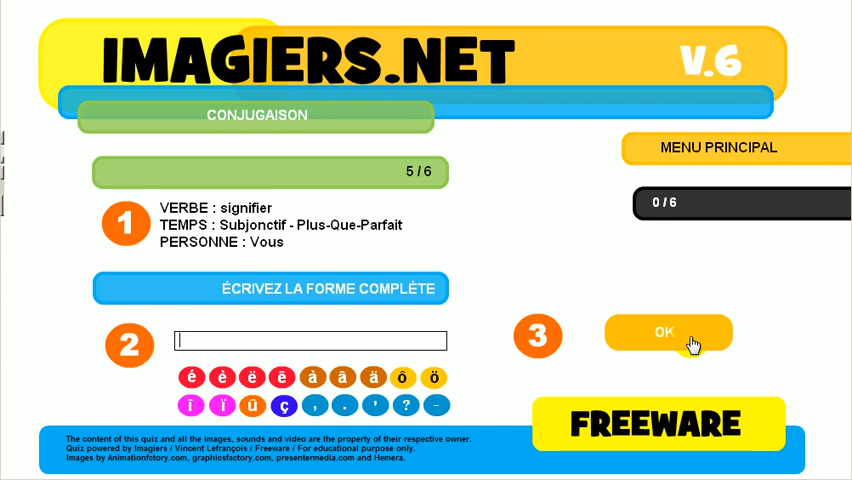 IMAGIERS.NET
V.6
CONJUGAISON
MENU PRINCIPAL
5 / 6
0 / 6
1
VERBE : signifier
TEMPS : Subjonctif - Plus-Que-Parfait
PERSONNE : Vous
ÉCRIVEZ LA FORME COMPLÈTE
2
3
OK
é è ë ê à â ä ô ö
î ï û ç , . ' ? -
FREEWARE
The content of this quiz and all the images, sounds and video are the property of their respective owner.
Quiz powered by Imagiers / Vincent Lefrançois / Freeware / For educational purpose only.
Images by Animationfctory.com, graphicsfactory.com, presentermedia.com and Hemera.